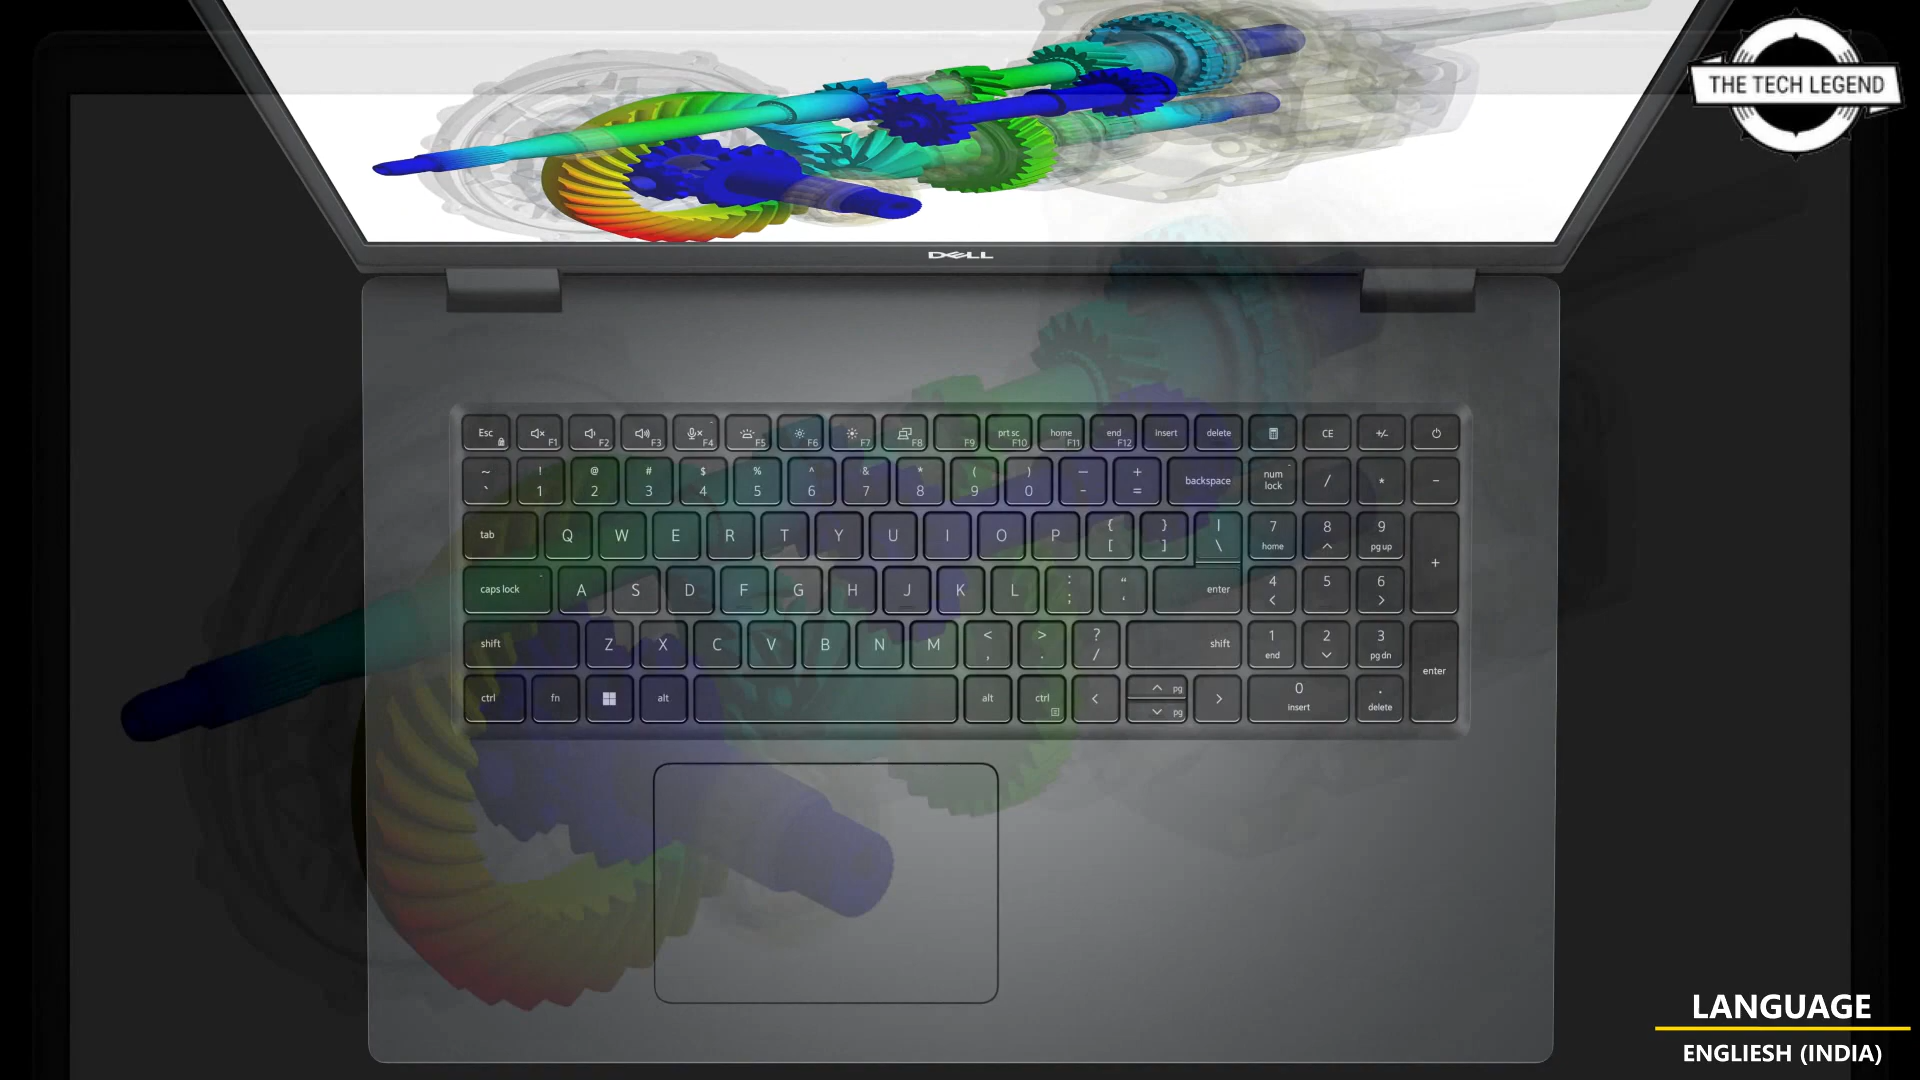 THE TECH LEGEND
DELL
Esc F1 F2 F3 F4 F5 F6 F7 F8 F9 prt sc F10 home F11 end F12 insert delete CE +/-
~ ` ! 1 @ 2 # 3 $ 4 % 5 ^ 6 & 7 * 8 ( 9 ) 0 — - + = backspace num lock / * -
tab Q W E R T Y U I O P { [ } ] | \ 7 home 8 9 pg up +
caps lock A S D F G H J K L : ; “ ‘ enter 4 < 5 6 >
shift Z X C V B N M < , > . ? / shift 1 end 2 3 pg dn enter
ctrl fn alt alt ctrl < pg pg > 0 insert . delete
LANGUAGE
ENGLIESH (INDIA)